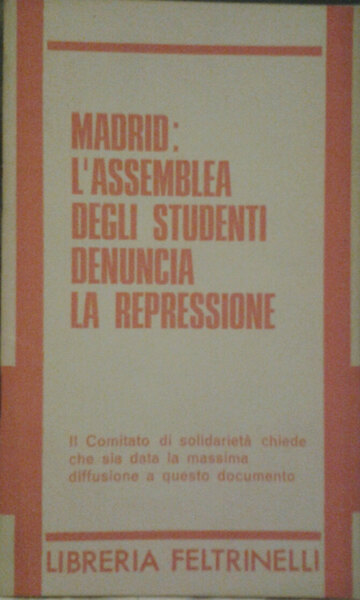 MADRID:
L'ASSEMBLEA
DEGLI STUDENTI
DENUNCIA
LA REPRESSIONE
Il Comitato di solidarietà chiede
che sia data la massima
diffusione a questo documento
LIBRERIA FELTRINELLI